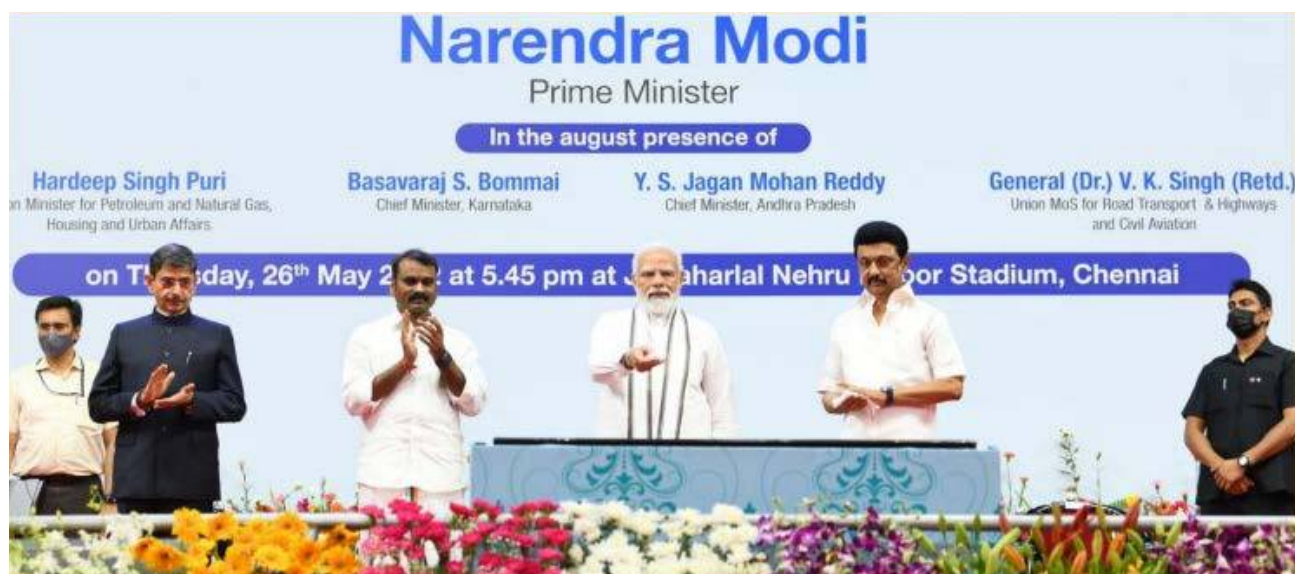 Narendra Modi
Prime Minister
In the august presence of
Hardeep Singh Puri
Minister for Petroleum and Natural Gas,
Housing and Urban Affairs
Basavaraj S. Bommai
Chief Minister, Karnataka
Y. S. Jagan Mohan Reddy
Chief Minister, Andhra Pradesh
General (Dr.) V. K. Singh (Retd.)
Union MoS for Road Transport & Highways
and Civil Aviation
on 26th May at 5.45 pm at Nehru Stadium, Chennai